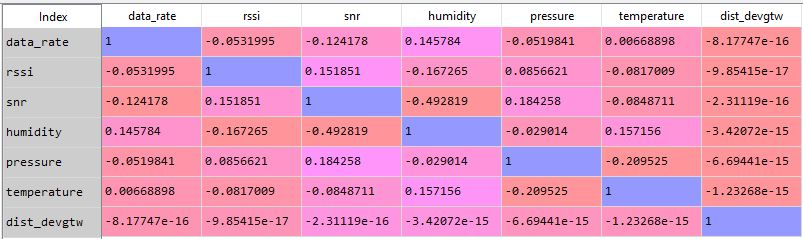 Index data_rate rssi snr humidity pressure temperature dist_devgtw
data_rate 1 -0.0531995 -0.124178 0.145784 -0.0519841 0.00668898 -8.17747e-16
rssi -0.0531995 1 0.151851 -0.167265 0.0856621 -0.0817009 -9.85415e-17
snr -0.124178 0.151851 1 -0.492819 0.184258 -0.0848711 -2.31119e-16
humidity 0.145784 -0.167265 -0.492819 1 -0.029014 0.157156 -3.42072e-15
pressure -0.0519841 0.0856621 0.184258 -0.029014 1 -0.209525 -6.69441e-15
temperature 0.00668898 -0.0817009 -0.0848711 0.157156 -0.209525 1 -1.23268e-15
dist_devgtw -8.17747e-16 -9.85415e-17 -2.31119e-16 -3.42072e-15 -6.69441e-15 -1.23268e-15 1